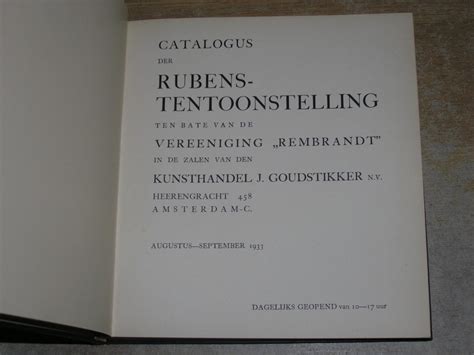 CATALOGUS
DER
RUBENS-
TENTOONSTELLING
TEN BATE VAN DE
VEREENIGING „REMBRANDT”
IN DE ZALEN VAN DEN
KUNSTHANDEL J. GOUDSTIKKER N.V.
HEERENGRACHT 458
AMSTERDAM-C.
AUGUSTUS—SEPTEMBER 1933
DAGELIJKS GEOPEND van 10—17 uur